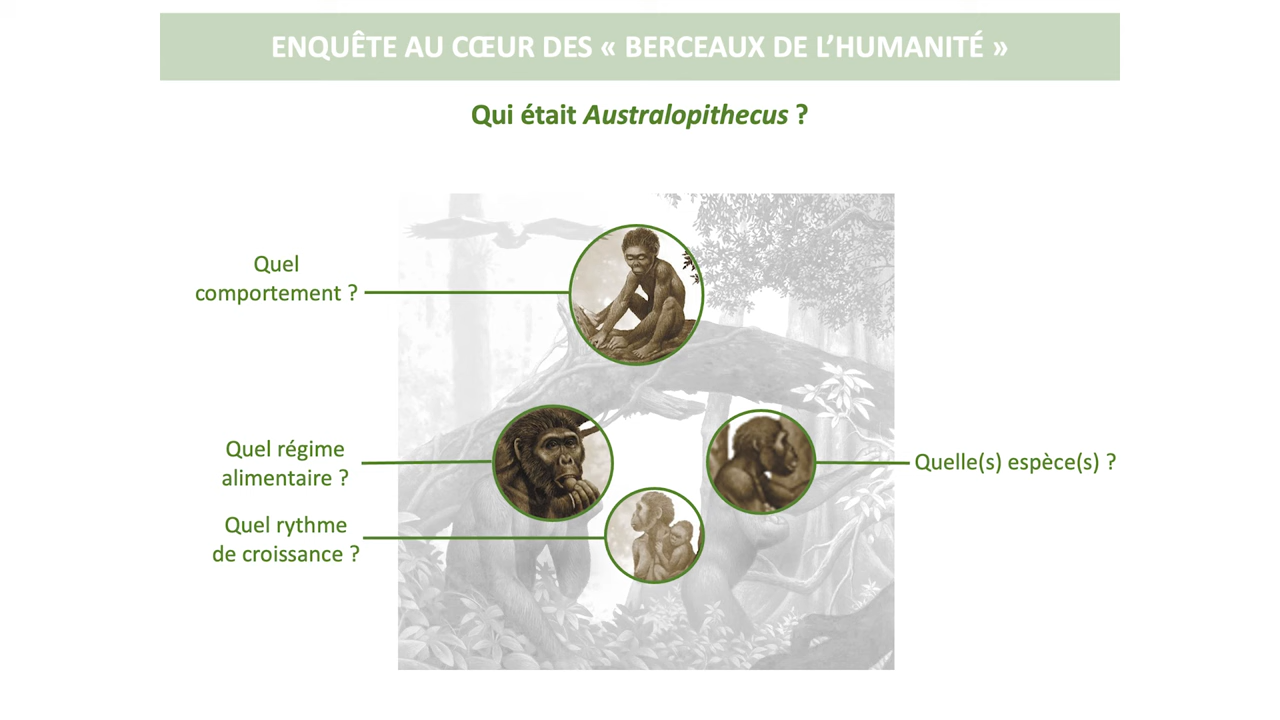 ENQUÊTE AU CŒUR DES « BERCEAUX DE L’HUMANITÉ »
Qui était Australopithecus ?
Quel
comportement ?
Quel régime
alimentaire ?
Quelle(s) espèce(s) ?
Quel rythme
de croissance ?